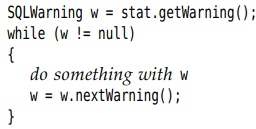 SQLWarning w = stat.getWarning();
while (w != null)
{
do something with w
w = w.nextWarning();
}